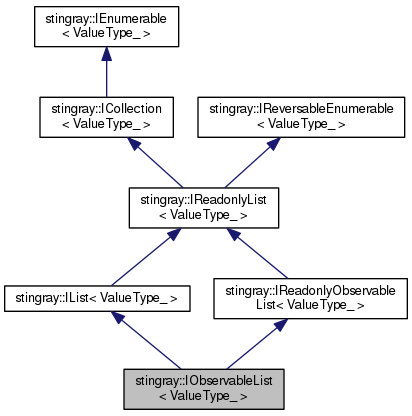 stingray::IEnumerable
< ValueType_ >
stingray::ICollection
< ValueType_ >
stingray::IReversableEnumerable
< ValueType_ >
stingray::IReadonlyList
< ValueType_ >
stingray::IList< ValueType_ >
stingray::IReadonlyObservable
List< ValueType_ >
stingray::IObservableList
< ValueType_ >